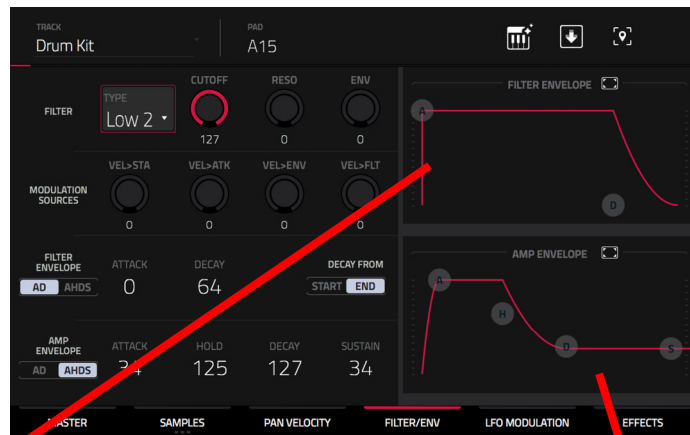 TRACK
Drum Kit
PAD
A15
FILTER
TYPE
Low 2
CUTOFF
127
RESO
0
ENV
0
FILTER ENVELOPE
A
D
MODULATION
SOURCES
VEL>STA
0
VEL>ATK
0
VEL>ENV
0
VEL>FLT
0
FILTER
ENVELOPE
AD AHDS
ATTACK
0
DECAY
64
DECAY FROM
START END
AMP ENVELOPE
A
H
D
S
AMP
ENVELOPE
AD AHDS
ATTACK
34
HOLD
125
DECAY
127
SUSTAIN
34
MASTER
SAMPLES
PAN VELOCITY
FILTER/ENV
LFO MODULATION
EFFECTS